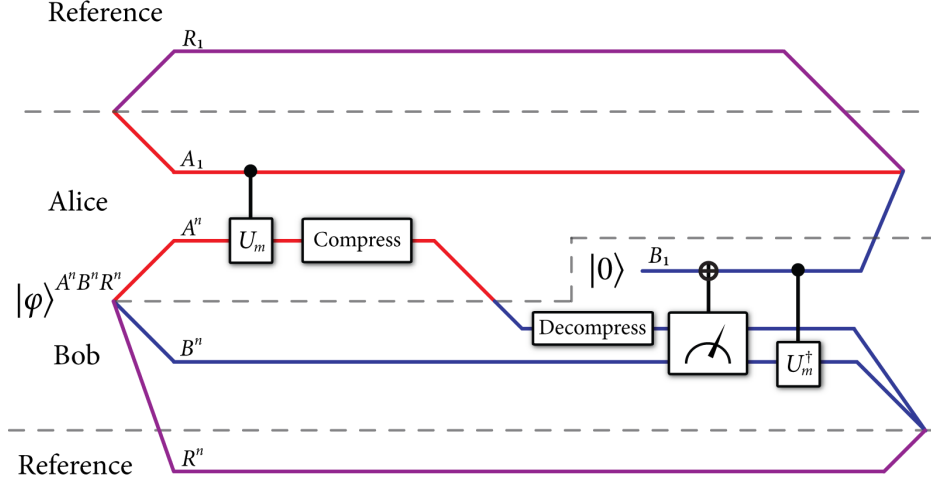 Reference
R₁
A₁
Alice
Aⁿ
Uₘ
Compress
|0⟩
B₁
|φ⟩^{AⁿBⁿRⁿ}
Decompress
Bob
Bⁿ
Uₘ†
Reference
Rⁿ